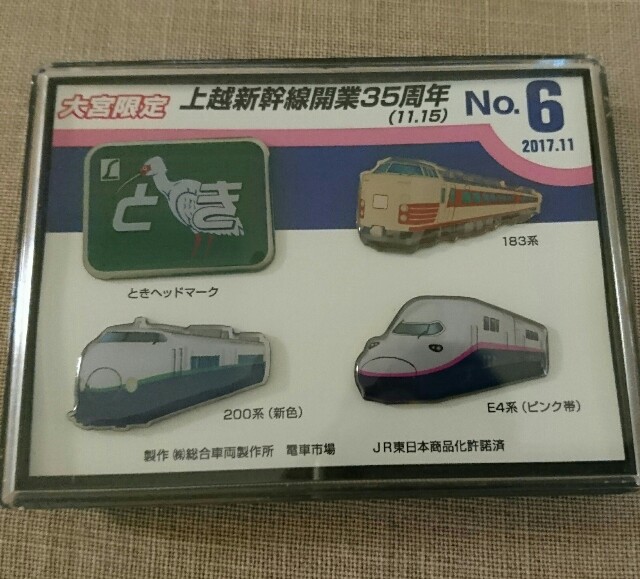 大宮限定 上越新幹線開業35周年 No.6
(11.15)
2017.11
とき
183系
ときヘッドマーク
200系(新色)
E4系(ピンク帯)
製作 ㈱総合車両製作所 電車市場 JR東日本商品化許諾済